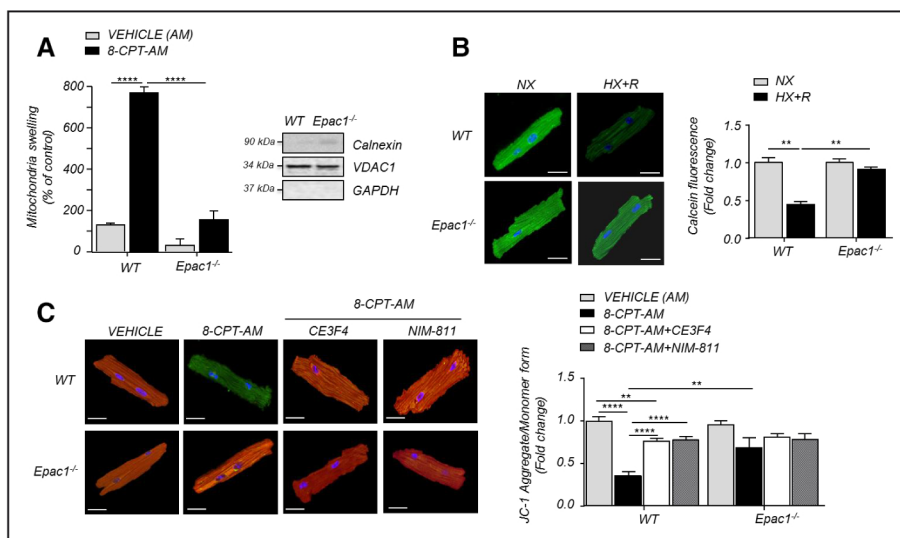 A
VEHICLE (AM)
8-CPT-AM
**** ****
Mitochondria swelling
(% of control)
800
600
400
200
0
WT Epac1-/-
WT Epac1-/-
90 kDa Calnexin
34 kDa VDAC1
37 kDa GAPDH
B
NX HX+R
WT
Epac1-/-
NX
HX+R
** **
Calcein fluorescence
(Fold change)
1.5
1.0
0.5
0.0
WT Epac1-/-
C
8-CPT-AM
VEHICLE 8-CPT-AM CE3F4 NIM-811
WT
Epac1-/-
VEHICLE (AM)
8-CPT-AM
8-CPT-AM+CE3F4
8-CPT-AM+NIM-811
**
** ****
**** ****
JC-1 Aggregate/Monomer form
(Fold change)
1.5
1.0
0.5
0.0
WT Epac1-/-